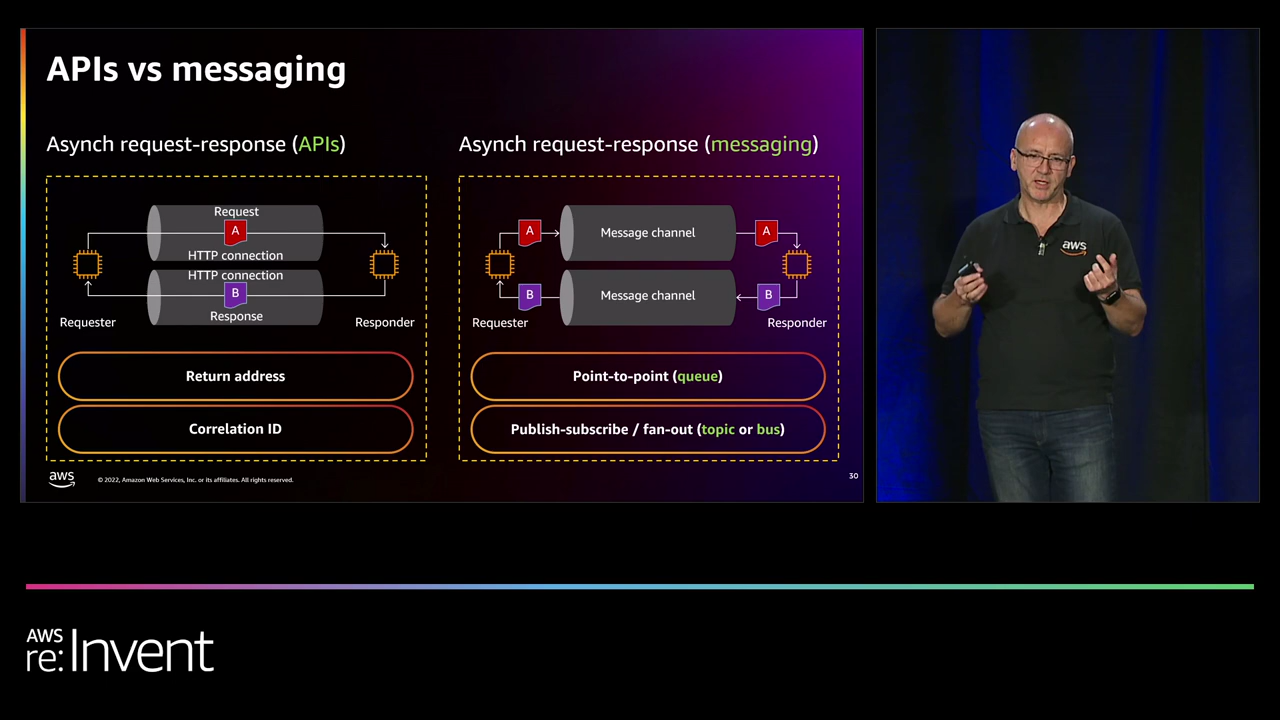 APIs vs messaging
Asynch request-response (APIs)
Request
A
HTTP connection
HTTP connection
B
Response
Requester
Responder
Return address
Correlation ID
Asynch request-response (messaging)
A
Message channel
A
B
Message channel
B
Requester
Responder
Point-to-point (queue)
Publish-subscribe / fan-out (topic or bus)
aws
© 2022, Amazon Web Services, Inc. or its affiliates. All rights reserved.
30
aws
AWS
re:Invent